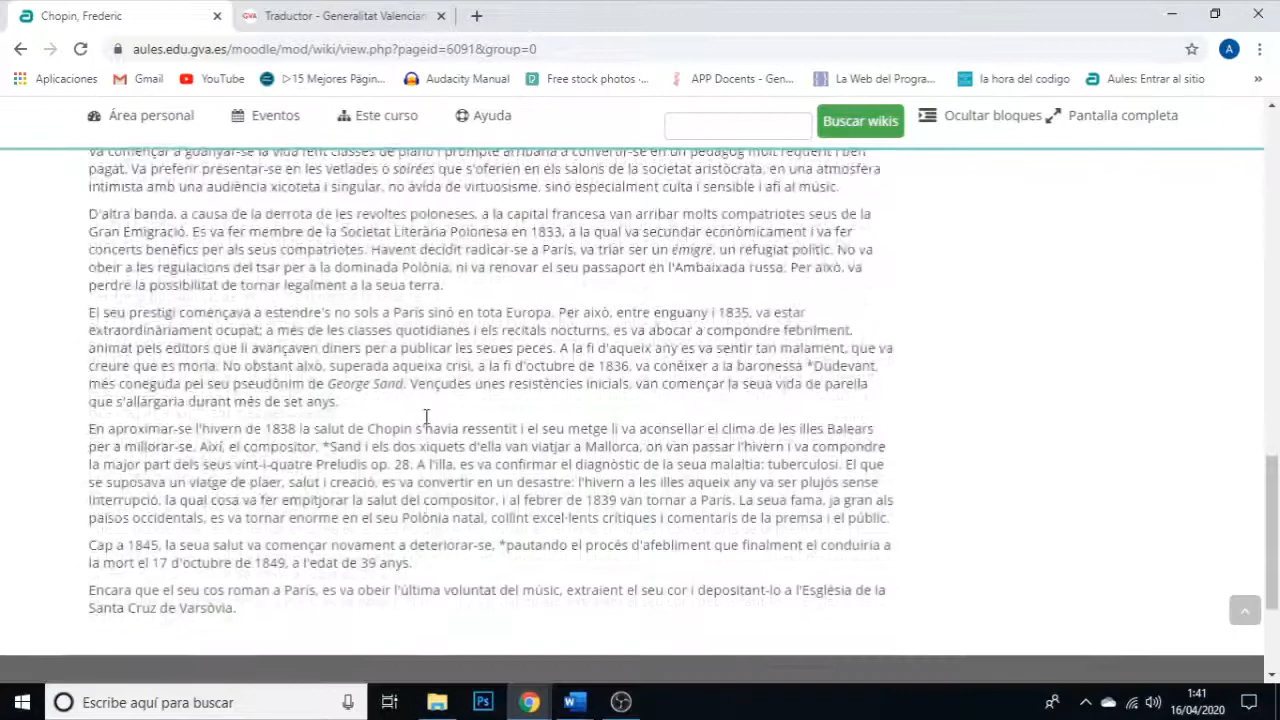 Chopin, Frederic
Traductor - Generalitat Valencian
aules.edu.gva.es/moodle/mod/wiki/view.php?pageid=6091&group=0
A
Aplicaciones
Gmail
YouTube
▷15 Mejores Págin...
Audacity Manual
Free stock photos ·...
APP Docents - Gen...
La Web del Progra...
la hora del codigo
Aules: Entrar al sitio
»
Área personal
Eventos
Este curso
Ayuda
Buscar wikis
Ocultar bloques
Pantalla completa
va començar a guanyar-se la vida fent classes de piano i prompte arribaria a convertir-se en un pedagog molt requerit i ben
pagat. Va preferir presentar-se en les vetlades o soirées que s'oferien en els salons de la societat aristòcrata, en una atmosfera
intimista amb una audiència xicoteta i singular, no àvida de virtuosisme, sinó especialment culta i sensible i afí al músic.
D'altra banda, a causa de la derrota de les revoltes poloneses, a la capital francesa van arribar molts compatriotes seus de la
Gran Emigració. Es va fer membre de la Societat Literària Polonesa en 1833, a la qual va secundar econòmicament i va fer
concerts benèfics per als seus compatriotes. Havent decidit radicar-se a París, va triar ser un émigré, un refugiat polític. No va
obeir a les regulacions del tsar per a la dominada Polònia, ni va renovar el seu passaport en l'Ambaixada russa. Per això, va
perdre la possibilitat de tornar legalment a la seua terra.
El seu prestigi començava a estendre's no sols a París sinó en tota Europa. Per això, entre enguany i 1835, va estar
extraordinàriament ocupat; a més de les classes quotidianes i els recitals nocturns, es va abocar a compondre febrilment,
animat pels editors que li avançaven diners per a publicar les seues peces. A la fi d'aqueix any es va sentir tan malament, que va
creure que es moria. No obstant això, superada aqueixa crisi, a la fi d'octubre de 1836, va conéixer a la baronessa *Dudevant,
més coneguda pel seu pseudònim de George Sand. Vençudes unes resistències inicials, van començar la seua vida de parella
que s'allargaria durant més de set anys.
En aproximar-se l'hivern de 1838 la salut de Chopin s'havia ressentit i el seu metge li va aconsellar el clima de les illes Balears
per a millorar-se. Així, el compositor, *Sand i els dos xiquets d'ella van viatjar a Mallorca, on van passar l'hivern i va compondre
la major part dels seus vint-i-quatre Preludis op. 28. A l'illa, es va confirmar el diagnòstic de la seua malaltia: tuberculosi. El que
se suposava un viatge de plaer, salut i creació, es va convertir en un desastre: l'hivern a les illes aqueix any va ser plujós sense
interrupció, la qual cosa va fer empitjorar la salut del compositor, i al febrer de 1839 van tornar a París. La seua fama, ja gran als
països occidentals, es va tornar enorme en el seu Polònia natal, collint excel·lents crítiques i comentaris de la premsa i el públic.
Cap a 1845, la seua salut va començar novament a deteriorar-se, *pautando el procés d'afebliment que finalment el conduiria a
la mort el 17 d'octubre de 1849, a l'edat de 39 anys.
Encara que el seu cos roman a París, es va obeir l'última voluntat del músic, extraient el seu cor i depositant-lo a l'Església de la
Santa Cruz de Varsòvia.
Escribe aquí para buscar
1:41
16/04/2020